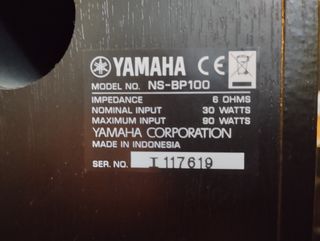 YAMAHA CE
MODEL NO. NS-BP100
IMPEDANCE 6 OHMS
NOMINAL INPUT 30 WATTS
MAXIMUM INPUT 90 WATTS
YAMAHA CORPORATION
MADE IN INDONESIA
SER. NO. I 117619